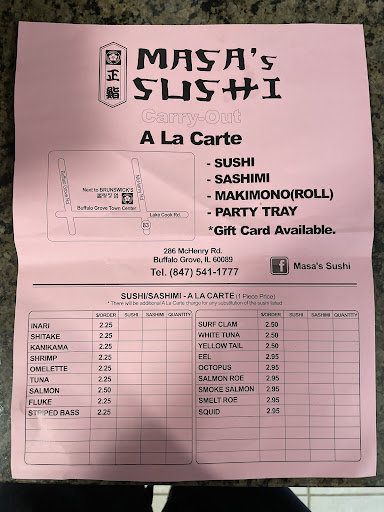 正
鮨
MASA's
SUSHI
Carry-Out
A La Carte
Buffalo Grove Rd.
Next to BRUNSWICK'S
McHenry Rd.
Buffalo Grove Town Center
Lake Cook Rd.
83
- SUSHI
- SASHIMI
- MAKIMONO(ROLL)
- PARTY TRAY
*Gift Card Available.
286 McHenry Rd.
Buffalo Grove, IL 60089
Tel. (847) 541-1777
f Masa's Sushi
SUSHI/SASHIMI - A LA CARTE (1 Piece Price)
* There will be additional A La Carte charge for any substitution of the sushi listed
$/ORDER SUSHI SASHIMI QUANTITY
INARI 2.25
SHITAKE 2.25
KANIKAMA 2.25
SHRIMP 2.25
OMELETTE 2.25
TUNA 2.25
SALMON 2.50
FLUKE 2.25
STRIPED BASS 2.25
$/ORDER SUSHI SASHIMI QUANTITY
SURF CLAM 2.50
WHITE TUNA 2.50
YELLOW TAIL 2.50
EEL 2.95
OCTOPUS 2.95
SALMON ROE 2.95
SMOKE SALMON 2.95
SMELT ROE 2.95
SQUID 2.95